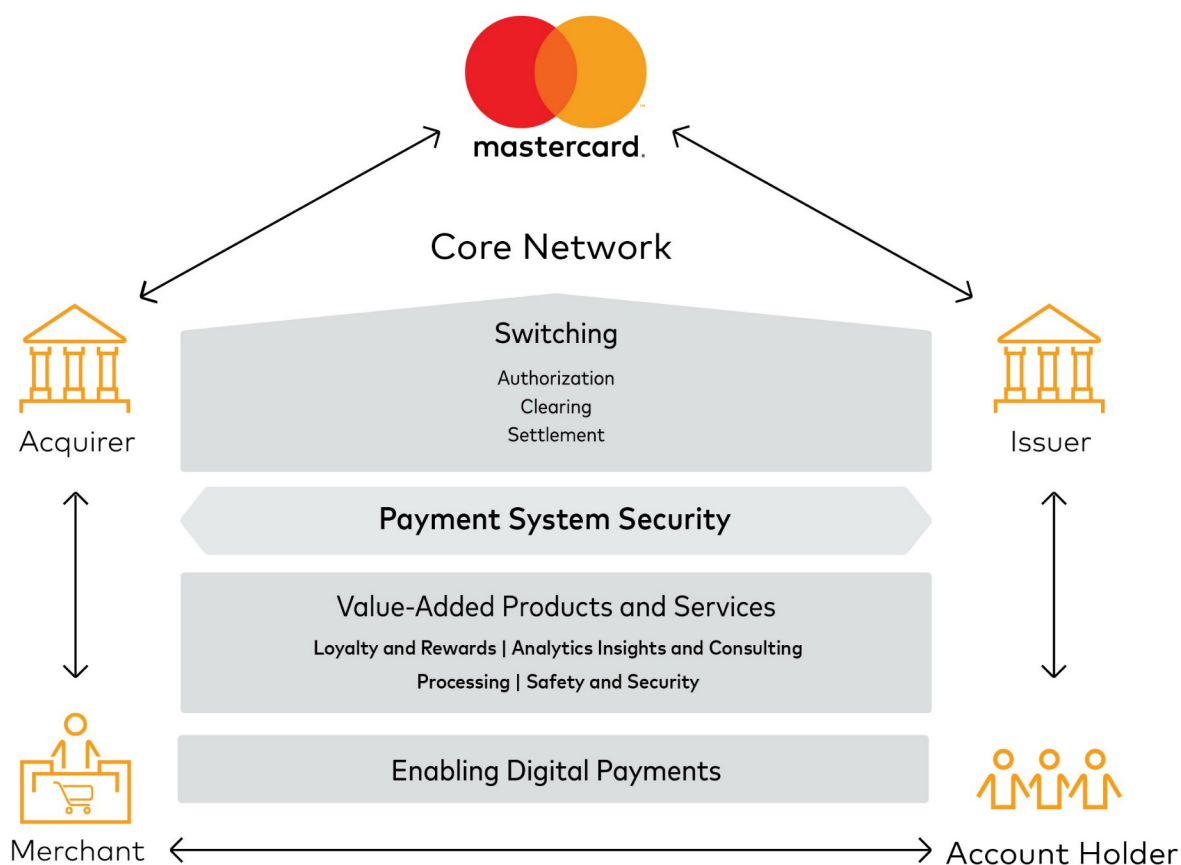 mastercard.
Core Network
Switching
Authorization
Clearing
Settlement
Acquirer
Issuer
Payment System Security
Value-Added Products and Services
Loyalty and Rewards | Analytics Insights and Consulting
Processing | Safety and Security
Enabling Digital Payments
Merchant
Account Holder